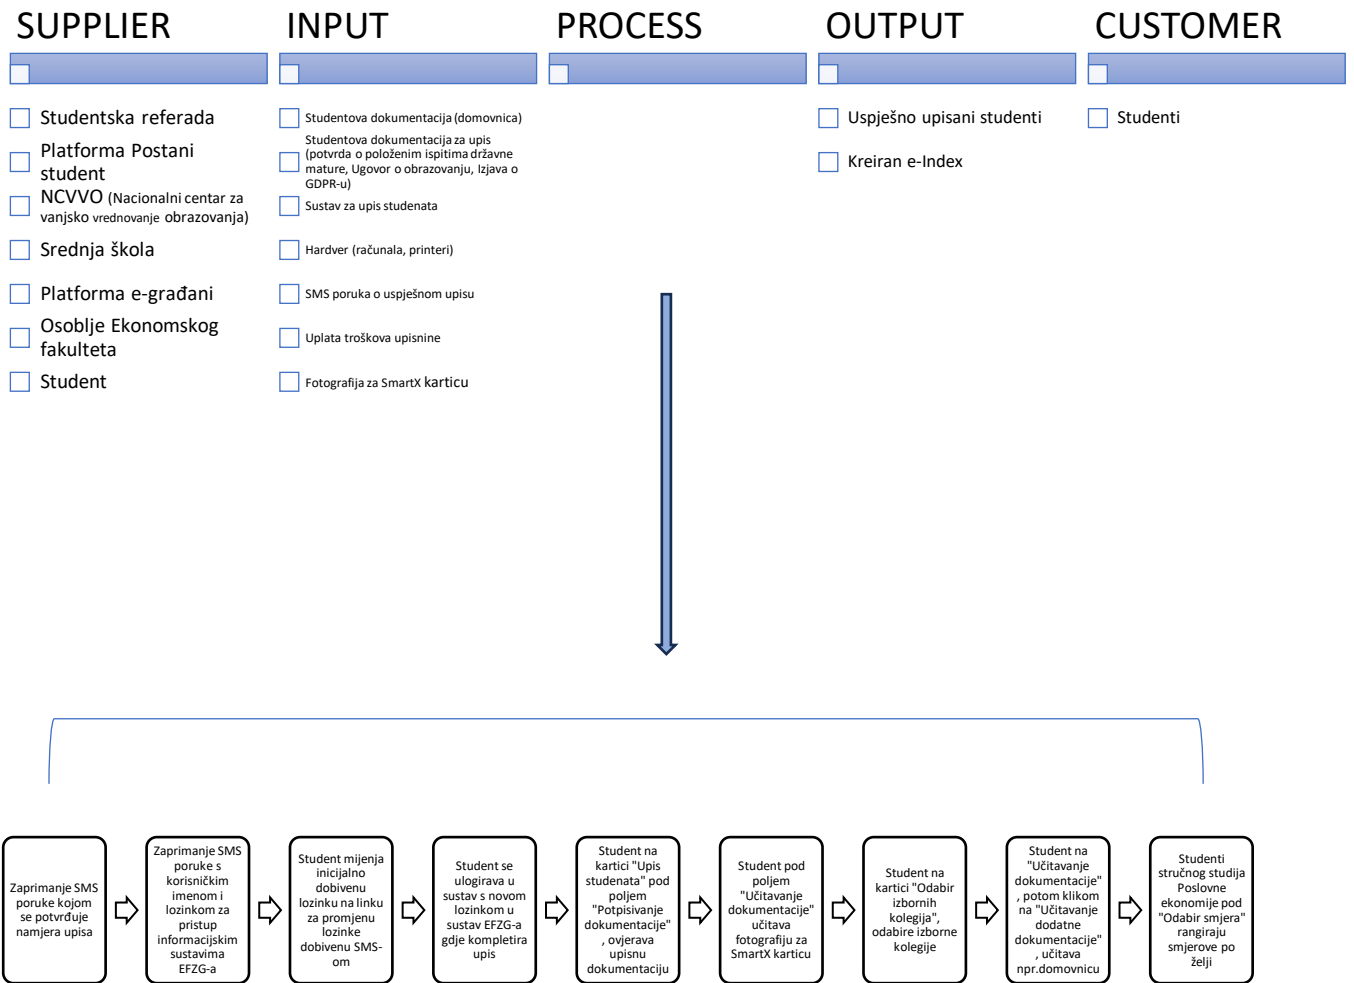 SUPPLIER
INPUT
PROCESS
OUTPUT
CUSTOMER
Studentska referada
Platforma Postani
student
NCVVO (Nacionalni centar za
vanjsko vrednovanje obrazovanja)
Srednja škola
Platforma e-građani
Osoblje Ekonomskog
fakulteta
Student
Studentova dokumentacija (domovnica)
Studentova dokumentacija za upis
(potvrda o položenim ispitima državne
mature, Ugovor o obrazovanju, Izjava o
GDPR-u)
Sustav za upis studenata
Hardver (računala, printeri)
SMS poruka o uspješnom upisu
Uplata troškova upisnine
Fotografija za SmartX karticu
Uspješno upisani studenti
Kreiran e-Index
Studenti
Zaprimanje SMS
poruke kojom
se potvrđuje
namjera upisa
Zaprimanje SMS
poruke s
korisničkim
imenom i
lozinkom za
pristup
informacijskim
sustavima
EFZG-a
Student mijenja
inicijalno
dobivenu
lozinku na linku
za promjenu
lozinke
dobivenu SMS-
om
Student se
ulogirava u
sustav s novom
lozinkom u
sustav EFZG-a
gdje kompletira
upis
Student na
kartici "Upis
studenata" pod
poljem
"Potpisivanje
dokumentacije"
, ovjerava
upisnu
dokumentaciju
Student pod
poljem
"Učitavanje
dokumentacije"
učitava
fotografiju za
SmartX karticu
Student na
kartici "Odabir
izbornih
kolegija",
odabire izborne
kolegije
Student na
"Učitavanje
dokumentacije"
, potom klikom
na "Učitavanje
dodatne
dokumentacije"
, učitava
npr.domovnicu
Studenti
stručnog studija
Poslovne
ekonomije pod
"Odabir smjera"
rangiraju
smjerove po
želji